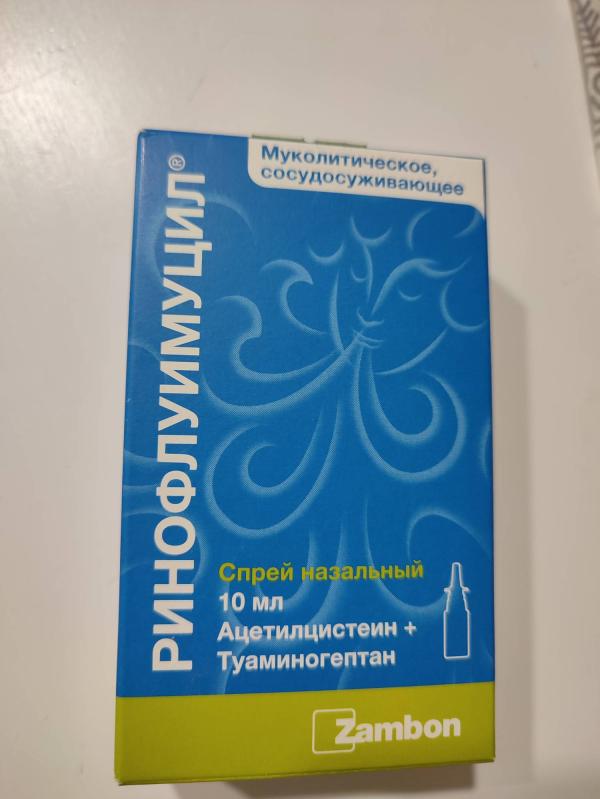 Муколитическое,
сосудосуживающее
РИНОФЛУИМУЦИЛ®
Спрей назальный
10 мл
Ацетилцистеин +
Туаминогептан
Zambon